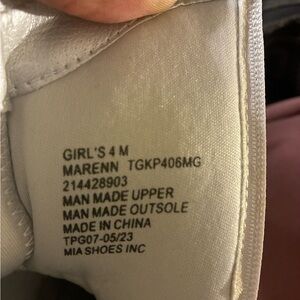 GIRL'S 4 M
MARENN TGKP406MG
214428903
MAN MADE UPPER
MAN MADE OUTSOLE
MADE IN CHINA
TPG07-05/23
MIA SHOES INC